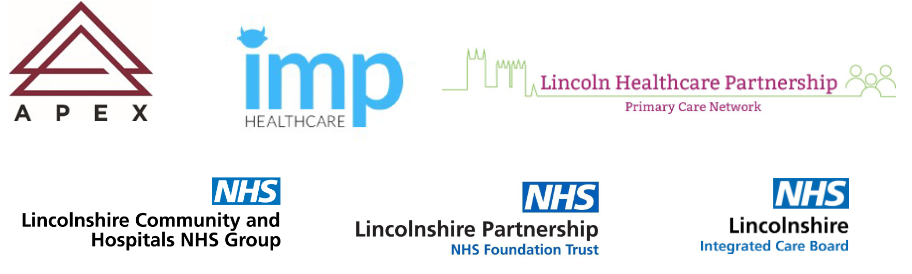 APEX
imp
HEALTHCARE
Lincoln Healthcare Partnership
Primary Care Network
NHS
Lincolnshire Community and
Hospitals NHS Group
NHS
Lincolnshire Partnership
NHS Foundation Trust
NHS
Lincolnshire
Integrated Care Board